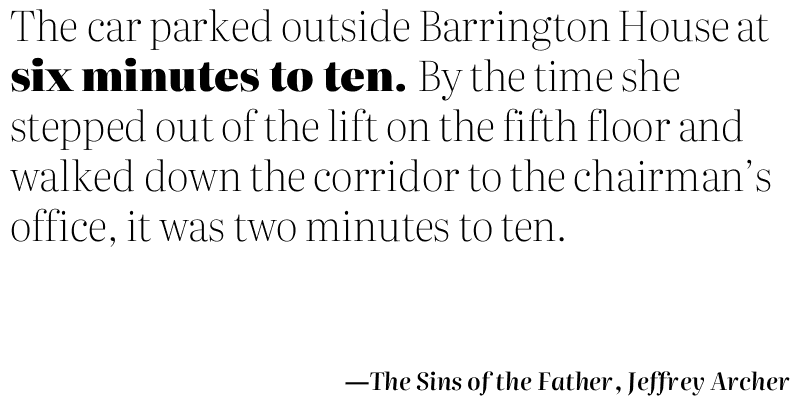 The car parked outside Barrington House at
six minutes to ten. By the time she
stepped out of the lift on the fifth floor and
walked down the corridor to the chairman’s
office, it was two minutes to ten.
—The Sins of the Father, Jeffrey Archer